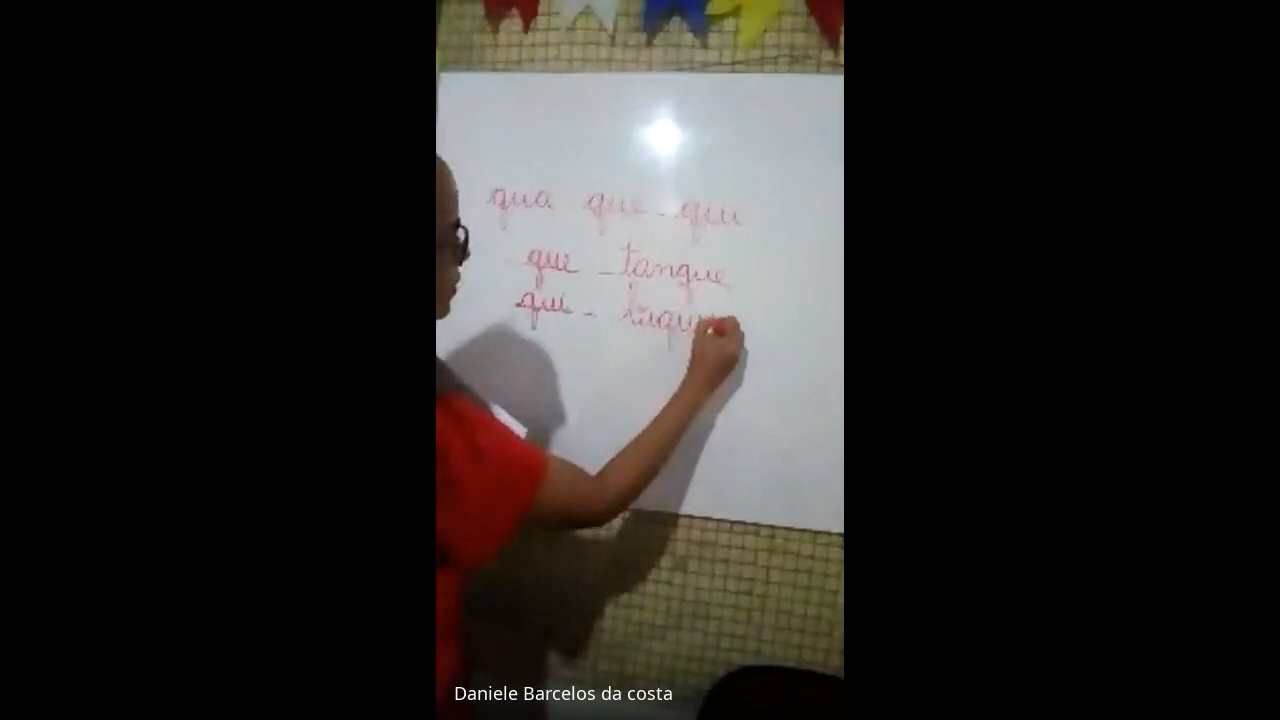 qua que - qui
que - tanque
qui -
Daniele Barcelos da costa